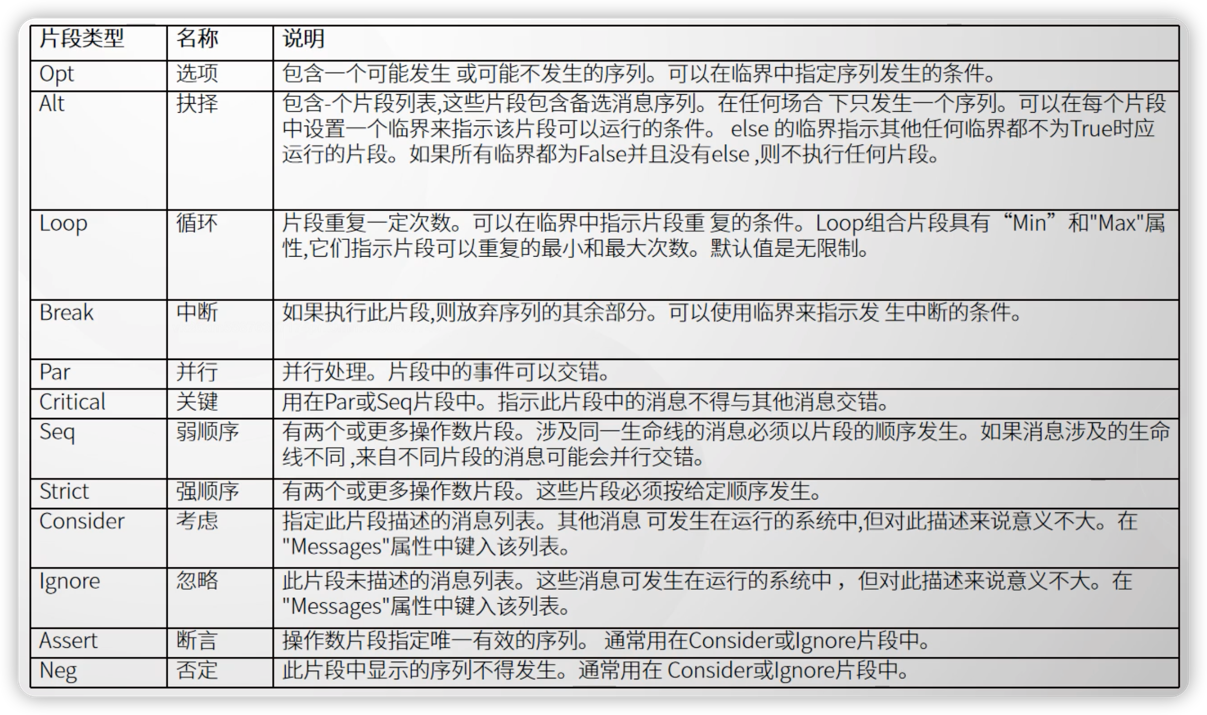 片段类型 名称 说明
Opt 选项 包含一个可能发生 或可能不发生的序列。可以在临界中指定序列发生的条件。
Alt 抉择 包含-个片段列表,这些片段包含备选消息序列。在任何场合 下只发生一个序列。可以在每个片段
中设置一个临界来指示该片段可以运行的条件。 else 的临界指示其他任何临界都不为True时应
运行的片段。如果所有临界都为False并且没有else ,则不执行任何片段。
Loop 循环 片段重复一定次数。可以在临界中指示片段重 复的条件。Loop组合片段具有“Min”和"Max"属
性,它们指示片段可以重复的最小和最大次数。默认值是无限制。
Break 中断 如果执行此片段,则放弃序列的其余部分。可以使用临界来指示发 生中断的条件。
Par 并行 并行处理。片段中的事件可以交错。
Critical 关键 用在Par或Seq片段中。指示此片段中的消息不得与其他消息交错。
Seq 弱顺序 有两个或更多操作数片段。涉及同一生命线的消息必须以片段的顺序发生。如果消息涉及的生命
线不同 ,来自不同片段的消息可能会并行交错。
Strict 强顺序 有两个或更多操作数片段。这些片段必须按给定顺序发生。
Consider 考虑 指定此片段描述的消息列表。其他消息 可发生在运行的系统中,但对此描述来说意义不大。在
"Messages"属性中键入该列表。
Ignore 忽略 此片段未描述的消息列表。这些消息可发生在运行的系统中 ，但对此描述来说意义不大。在
"Messages"属性中键入该列表。
Assert 断言 操作数片段指定唯一有效的序列。 通常用在Consider或Ignore片段中。
Neg 否定 此片段中显示的序列不得发生。通常用在 Consider或Ignore片段中。